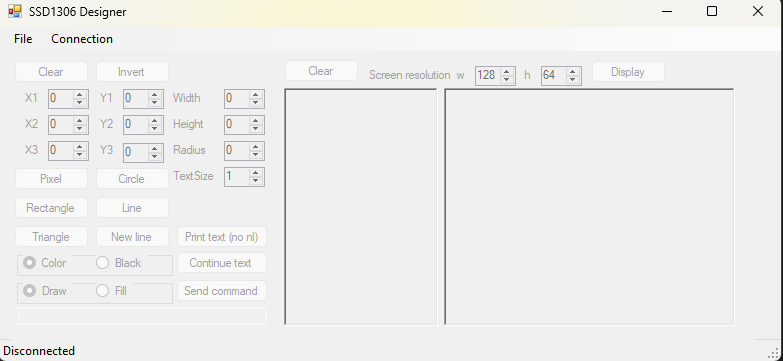 SSD1306 Designer
File Connection
Clear Invert Clear Screen resolution w 128 h 64 Display
X1 0 Y1 0 Width 0
X2 0 Y2 0 Height 0
X3 0 Y3 0 Radius 0
Pixel Circle TextSize 1
Rectangle Line
Triangle New line Print text (no nl)
Color Black Continue text
Draw Fill Send command
Disconnected